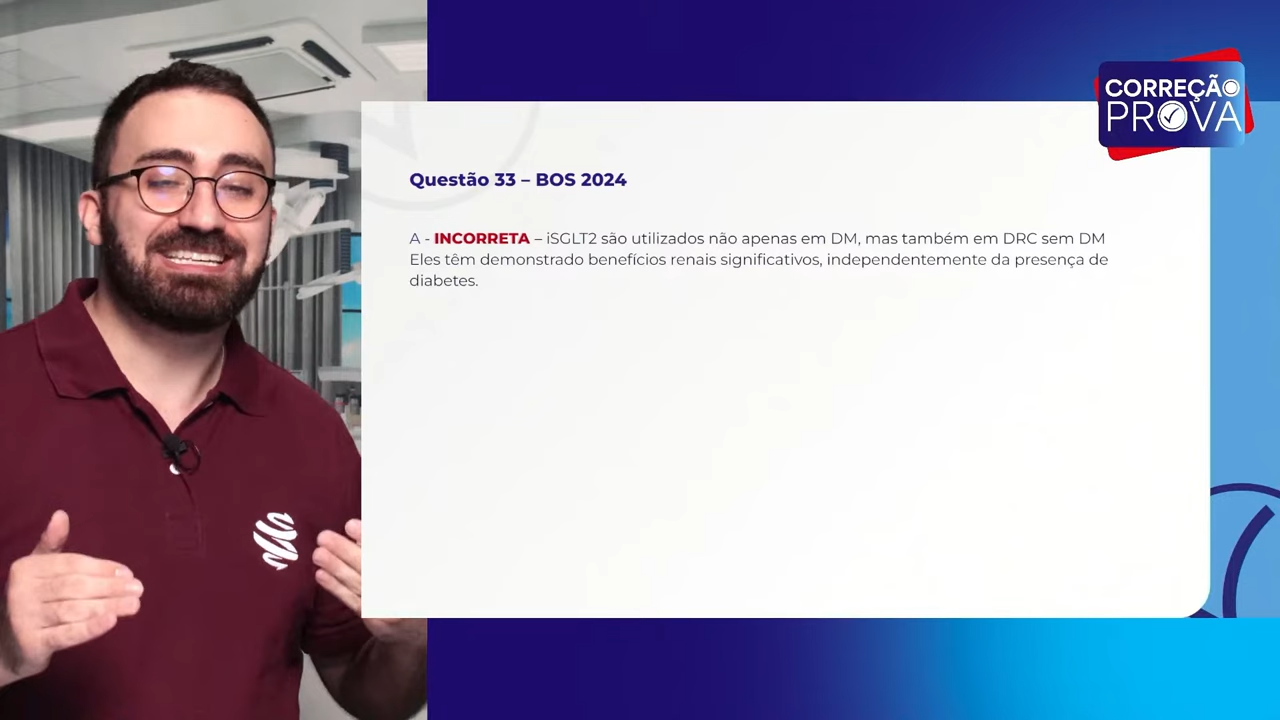 CORREÇÃO
PROVA
Questão 33 – BOS 2024
A - INCORRETA – iSGLT2 são utilizados não apenas em DM, mas também em DRC sem DM
Eles têm demonstrado benefícios renais significativos, independentemente da presença de
diabetes.